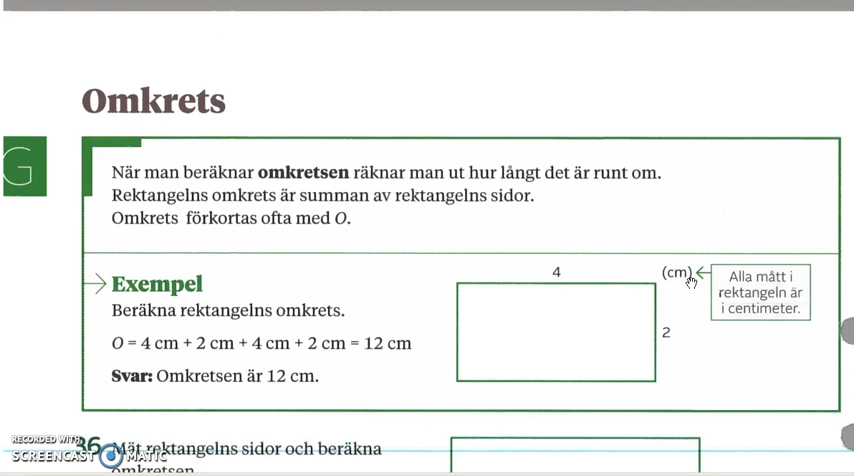 Omkrets
G
När man beräknar omkretsen räknar man ut hur långt det är runt om.
Rektangelns omkrets är summan av rektangelns sidor.
Omkrets förkortas ofta med O.
Exempel
Beräkna rektangelns omkrets.
O = 4 cm + 2 cm + 4 cm + 2 cm = 12 cm
Svar: Omkretsen är 12 cm.
4
(cm)
2
Alla mått i
rektangeln är
i centimeter.
36 Mät rektangelns sidor och beräkna
omkretsen
RECORDED WITH
SCREENCAST MATIC